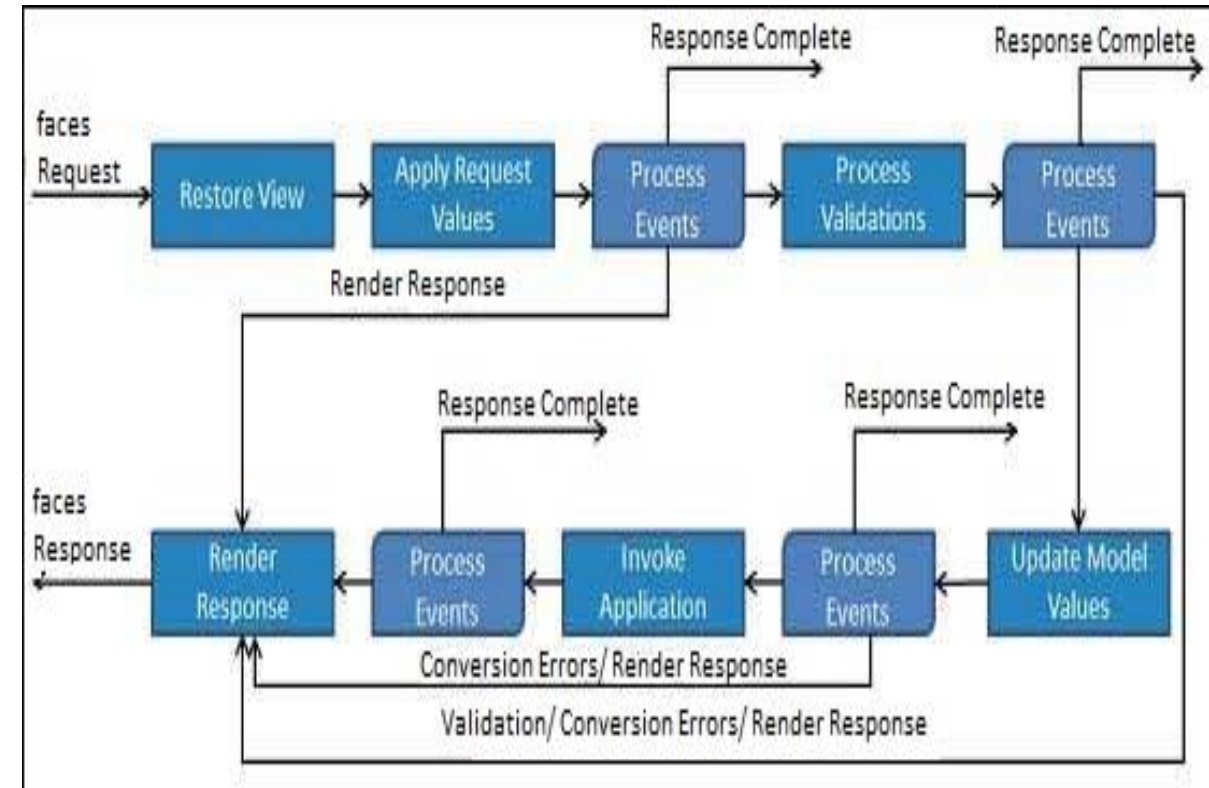 Response Complete
Response Complete
faces
Request
Restore View
Apply Request
Values
Process
Events
Process
Validations
Process
Events
Render Response
Response Complete
Response Complete
faces
Response
Render
Response
Process
Events
Invoke
Application
Process
Events
Update Model
Values
Conversion Errors/ Render Response
Validation/ Conversion Errors/ Render Response